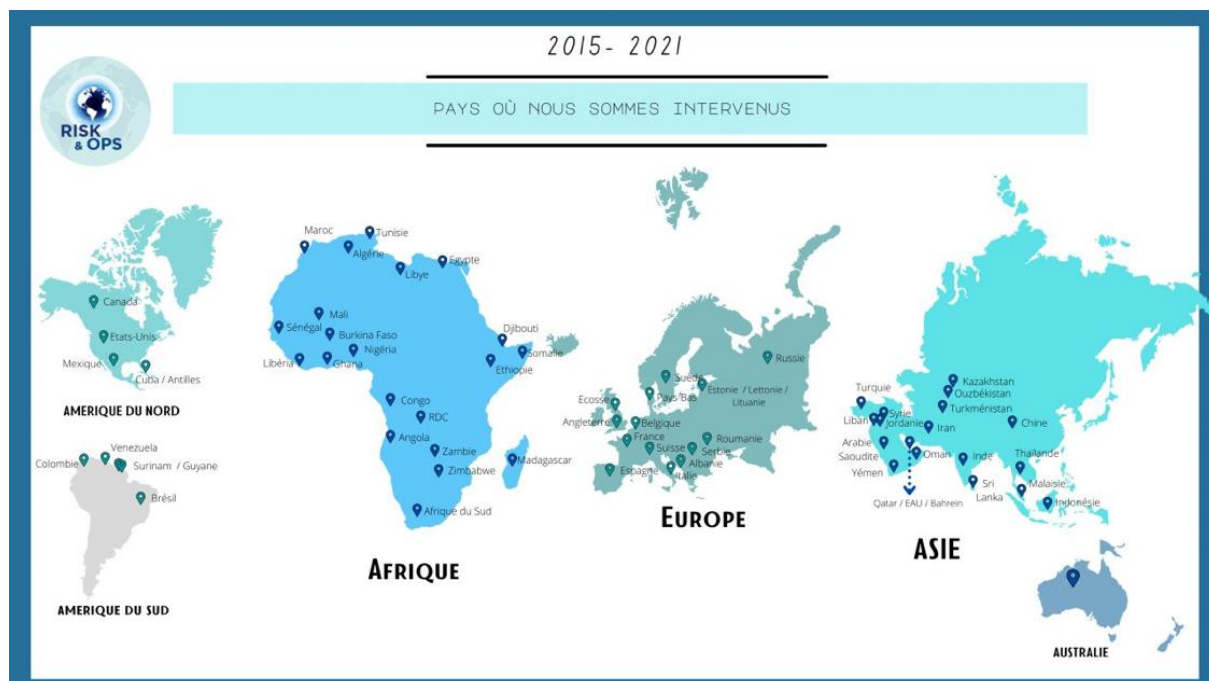 2015- 2021
PAYS OÙ NOUS SOMMES INTERVENUS
RISK
& OPS
Canada
Etats-Unis
Mexique
Cuba / Antilles
AMERIQUE DU NORD
Venezuela
Colombie
Surinam / Guyane
Brésil
AMERIQUE DU SUD
Maroc
Tunisie
Algérie
Egypte
Libye
Mali
Sénégal
Burkina Faso
Djibouti
Nigéria
Somalie
Libéria
Ghana
Ethiopie
Congo
RDC
Angola
Zambie
Madagascar
Zimbabwe
Afrique du Sud
AFRIQUE
Russie
Suède
Estonie / Lettonie /
Lituanie
Pays Bas
Ecosse
Angleterre
Belgique
France
Roumanie
Suisse
Serbie
Albanie
Espagne
Italie
EUROPE
Kazakhstan
Turquie
Ouzbékistan
Turkménistan
Syrie
Liban
Jordanie
Iran
Chine
Arabie
Saoudite
Oman
Inde
Thaïlande
Yémen
Sri
Lanka
Malaisie
Qatar / EAU / Bahrein
Indonésie
ASIE
AUSTRALIE